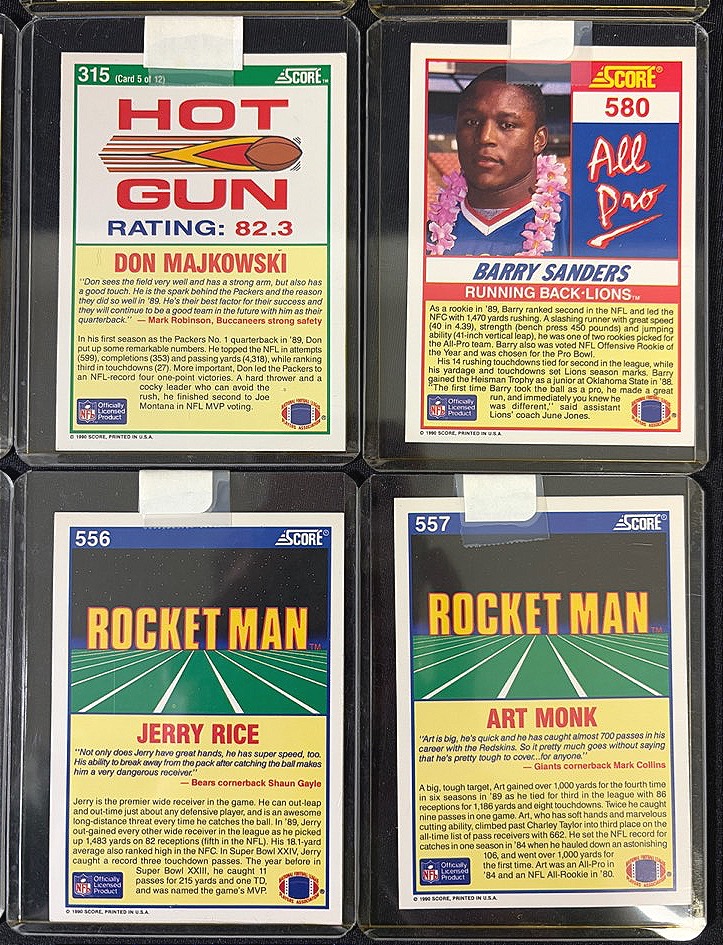 315 (Card 5 of 12) SCORE™
HOT
GUN
RATING: 82.3
DON MAJKOWSKI
"Don sees the field very well and has a strong arm, but also has
a good touch. He is the spark behind the Packers and the reason
they did so well in '89. He's their best factor for their success and
they will continue to be a good team in the future with him as their
quarterback." — Mark Robinson, Buccaneers strong safety
In his first season as the Packers No. 1 quarterback in '89, Don
put up some remarkable numbers. He topped the NFL in attempts
(599), completions (353) and passing yards (4,318), while ranking
third in touchdowns (27). More important, Don led the Packers to
an NFL-record four one-point victories. A hard thrower and a
cocky leader who can avoid the
rush, he finished second to Joe
Montana in NFL MVP voting.
NFL
Officially
Licensed
Product
© 1990 SCORE, PRINTED IN U.S.A.
SCORE®
580
All
Pro
BARRY SANDERS
RUNNING BACK-LIONS™
As a rookie in '89, Barry ranked second in the NFL and led the
NFC with 1,470 yards rushing. A slashing runner with great speed
(40 in 4.39), strength (bench press 450 pounds) and jumping
ability (41-inch vertical leap), he was one of two rookies picked for
the All-Pro team. Barry also was voted NFL Offensive Rookie of
the Year and was chosen for the Pro Bowl.
His 14 rushing touchdowns tied for second in the league, while
his yardage and touchdowns set Lions season marks. Barry
gained the Heisman Trophy as a junior at Oklahoma State in '88.
"The first time Barry took the ball as a pro, he made a great
run, and immediately you knew he
was different," said assistant
Lions' coach June Jones.
NFL
Officially
Licensed
Product
© 1990 SCORE, PRINTED IN U.S.A.
556 SCORE®
ROCKET MAN™
JERRY RICE
"Not only does Jerry have great hands, he has super speed, too.
His ability to break away from the pack after catching the ball makes
him a very dangerous receiver."
— Bears cornerback Shaun Gayle
Jerry is the premier wide receiver in the game. He can out-leap
and out-time just about any defensive player, and is an awesome
long-distance threat every time he catches the ball. In '89, Jerry
out-gained every other wide receiver in the league as he picked
up 1,483 yards on 82 receptions (fifth in the NFL). His 18.1-yard
average also ranked high in the NFC. In Super Bowl XXIV, Jerry
caught a record three touchdown passes. The year before in
Super Bowl XXIII, he caught 11
passes for 215 yards and one TD,
and was named the game's MVP.
NFL
Officially
Licensed
Product
© 1990 SCORE, PRINTED IN U.S.A.
557 SCORE®
ROCKET MAN™
ART MONK
"Art is big, he's quick and he has caught almost 700 passes in his
career with the Redskins. So it pretty much goes without saying
that he's pretty tough to cover...for anyone."
— Giants cornerback Mark Collins
A big, tough target, Art gained over 1,000 yards for the fourth time
in six seasons in '89 as he tied for third in the league with 86
receptions for 1,186 yards and eight touchdowns. Twice he caught
nine passes in one game. Art, who has soft hands and marvelous
cutting ability, climbed past Charley Taylor into third place on the
all-time list of pass receivers with 662. He set the NFL record for
catches in one season in '84 when he hauled down an astonishing
106, and went over 1,000 yards for
the first time. Art was an All-Pro in
'84 and an NFL All-Rookie in '80.
NFL
Officially
Licensed
Product
© 1990 SCORE, PRINTED IN U.S.A.